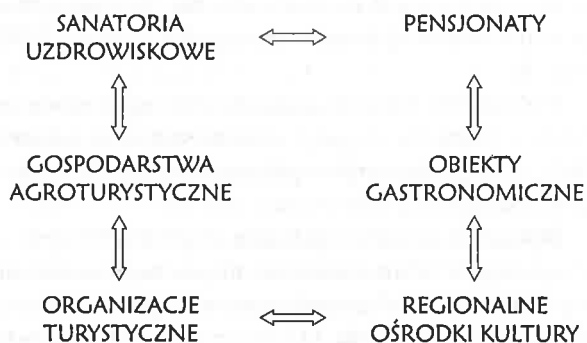 SANATORIA
UZDROWISKOWE
PENSJONATY
GOSPODARSTWA
AGROTURYSTYCZNE
OBIEKTY
GASTRONOMICZNE
ORGANIZACJE
TURYSTYCZNE
REGIONALNE
OŚRODKI KULTURY